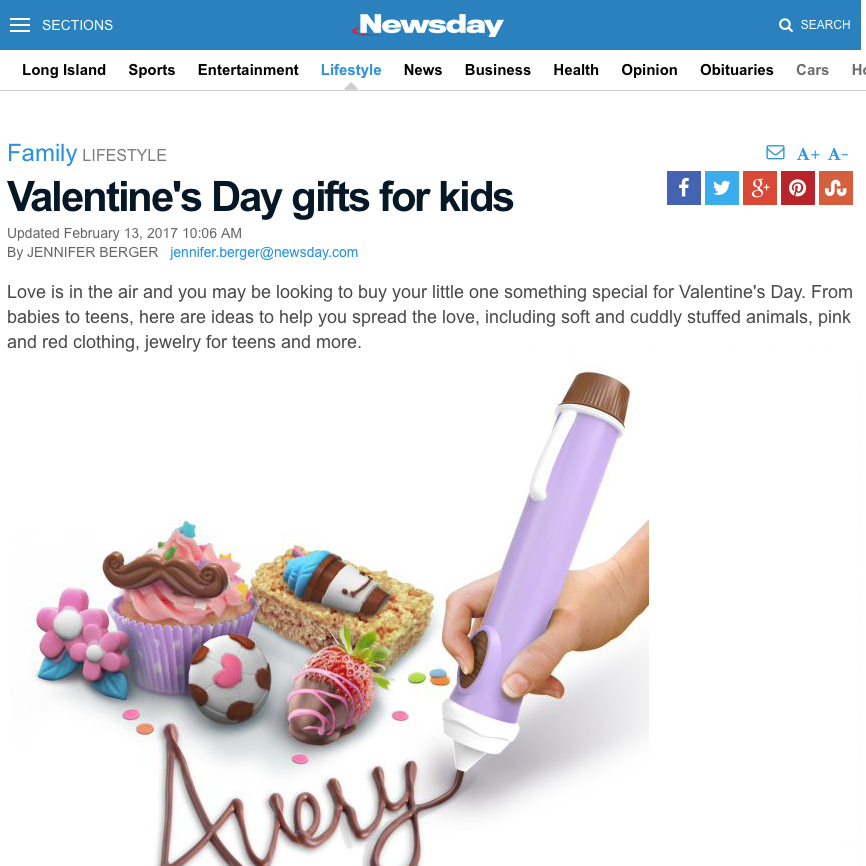 SECTIONS
Newsday
SEARCH
Long Island Sports Entertainment Lifestyle News Business Health Opinion Obituaries Cars Ho
Family LIFESTYLE
A+ A-
Valentine's Day gifts for kids
f g+
Updated February 13, 2017 10:06 AM
By JENNIFER BERGER jennifer.berger@newsday.com
Love is in the air and you may be looking to buy your little one something special for Valentine's Day. From
babies to teens, here are ideas to help you spread the love, including soft and cuddly stuffed animals, pink
and red clothing, jewelry for teens and more.
Avery